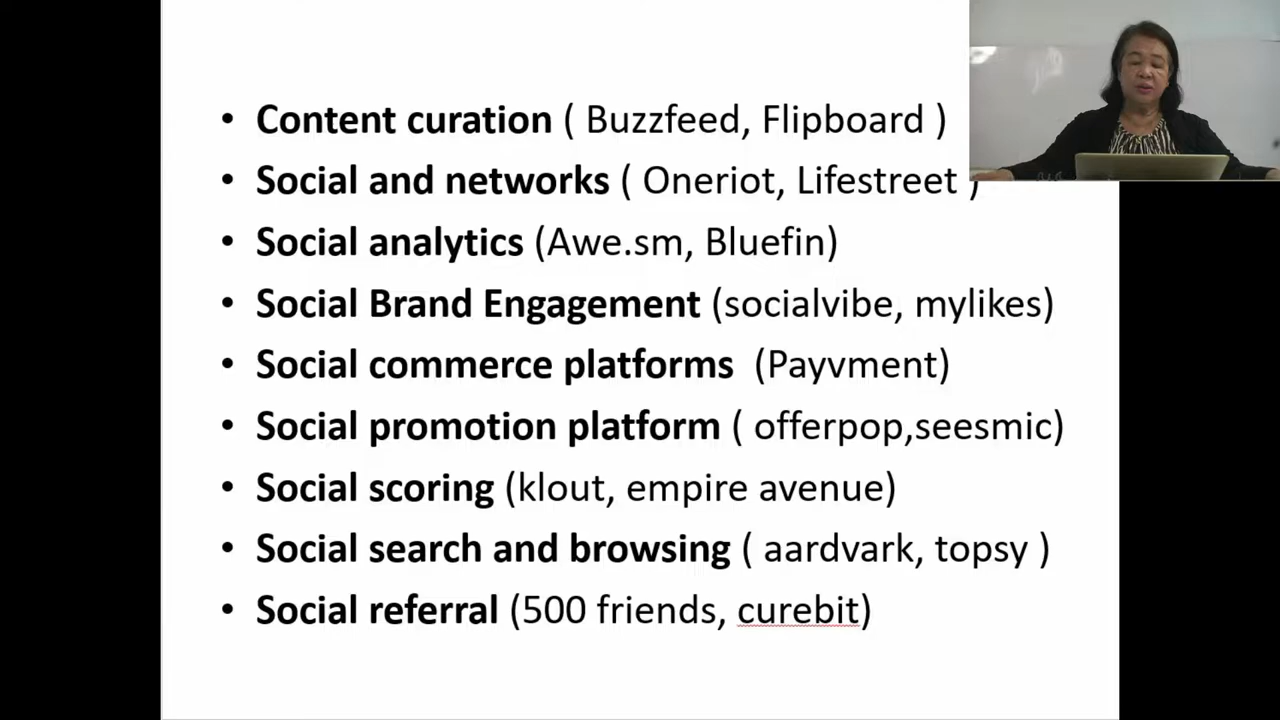 • Content curation ( Buzzfeed, Flipboard )
• Social and networks ( Oneriot, Lifestreet )
• Social analytics (Awe.sm, Bluefin)
• Social Brand Engagement (socialvibe, mylikes)
• Social commerce platforms (Payvment)
• Social promotion platform ( offerpop,seesmic)
• Social scoring (klout, empire avenue)
• Social search and browsing ( aardvark, topsy )
• Social referral (500 friends, curebit)